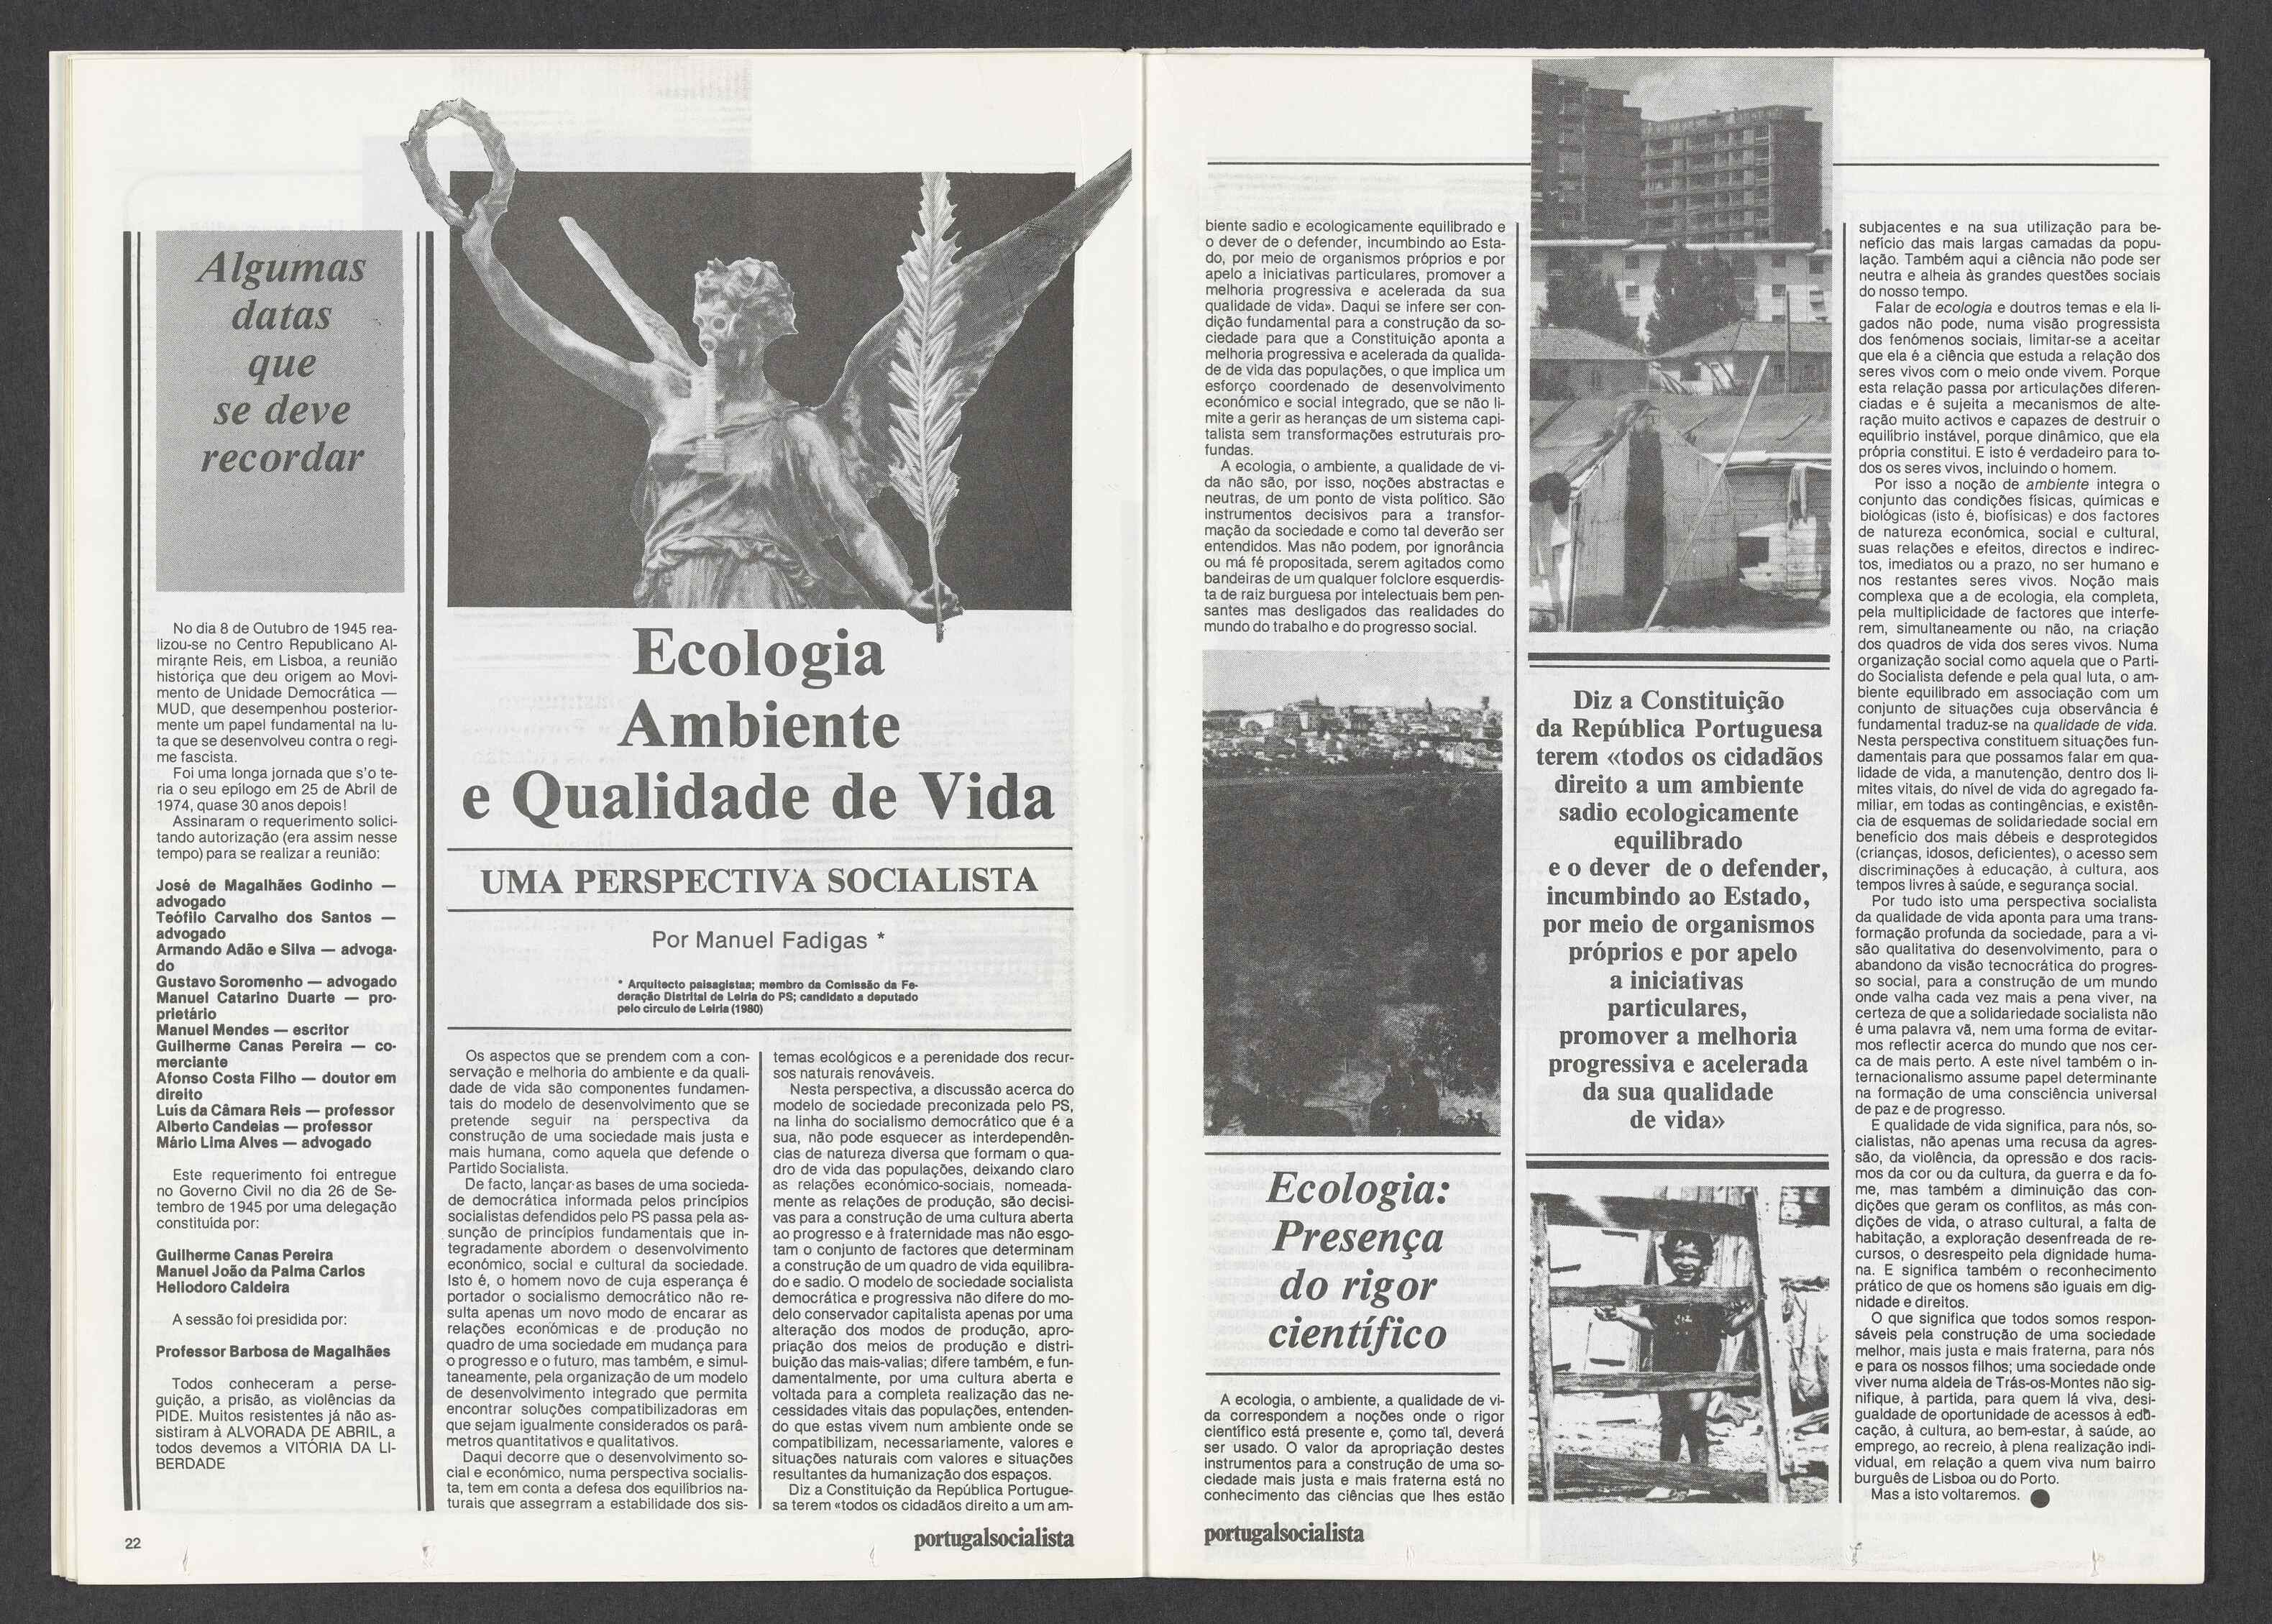 Algumas
datas
que
se deve
recordar
No dia 8 de Outubro de 1945 rea-
lizou-se no Centro Republicano Al-
mirante Reis, em Lisboa, a reunião
históriça que deu origem ao Movi-
mento de Unidade Democrática —
MUD, que desempenhou posterior-
mente um papel fundamental na lu-
ta que se desenvolveu contra o regi-
me fascista.
Foi uma longa jornada que s'o te-
ria o seu epílogo em 25 de Abril de
1974, quase 30 anos depois!
Assinaram o requerimento solici-
tando autorização (era assim nesse
tempo) para se realizar a reunião:
José de Magalhães Godinho —
advogado
Teófilo Carvalho dos Santos —
advogado
Armando Adão e Silva — advoga-
do
Gustavo Soromenho — advogado
Manuel Catarino Duarte — pro-
prietário
Manuel Mendes — escritor
Guilherme Canas Pereira — co-
merciante
Afonso Costa Filho — doutor em
direito
Luís da Câmara Reis — professor
Alberto Candeias — professor
Mário Lima Alves — advogado
Este requerimento foi entregue
no Governo Civil no dia 26 de Se-
tembro de 1945 por uma delegação
constituída por:
Guilherme Canas Pereira
Manuel João da Palma Carlos
Heliodoro Caldeira
A sessão foi presidida por:
Professor Barbosa de Magalhães
Todos conheceram a perse-
guição, a prisão, as violências da
PIDE. Muitos resistentes já não as-
sistiram à ALVORADA DE ABRIL, a
todos devemos a VITÓRIA DA LI-
BERDADE
22
Ecologia
Ambiente
e Qualidade de Vida
UMA PERSPECTIVA SOCIALISTA
Por Manuel Fadigas *
* Arquitecto paisagistaa; membro da Comissão da Fe-
deração Distrital de Leiria do PS; candidato a deputado
pelo círculo de Leiria (1980)
Os aspectos que se prendem com a con-
servação e melhoria do ambiente e da quali-
dade de vida são componentes fundamen-
tais do modelo de desenvolvimento que se
pretende seguir na perspectiva da
construção de uma sociedade mais justa e
mais humana, como aquela que defende o
Partido Socialista.
De facto, lançar as bases de uma socieda-
de democrática informada pelos princípios
socialistas defendidos pelo PS passa pela as-
sunção de princípios fundamentais que in-
tegradamente abordem o desenvolvimento
económico, social e cultural da sociedade.
Isto é, o homem novo de cuja esperança é
portador o socialismo democrático não re-
sulta apenas um novo modo de encarar as
relações económicas e de produção no
quadro de uma sociedade em mudança para
o progresso e o futuro, mas também, e simul-
taneamente, pela organização de um modelo
de desenvolvimento integrado que permita
encontrar soluções compatibilizadoras em
que sejam igualmente considerados os parâ-
metros quantitativos e qualitativos.
Daqui decorre que o desenvolvimento so-
cial e económico, numa perspectiva socialis-
ta, tem em conta a defesa dos equilíbrios na-
turais que assegrram a estabilidade dos sis-
temas ecológicos e a perenidade dos recur-
sos naturais renováveis.
Nesta perspectiva, a discussão acerca do
modelo de sociedade preconizada pelo PS,
na linha do socialismo democrático que é a
sua, não pode esquecer as interdependên-
cias de natureza diversa que formam o qua-
dro de vida das populações, deixando claro
as relações económico-sociais, nomeada-
mente as relações de produção, são decisi-
vas para a construção de uma cultura aberta
ao progresso e à fraternidade mas não esgo-
tam o conjunto de factores que determinam
a construção de um quadro de vida equilibra-
do e sadio. O modelo de sociedade socialista
democrática e progressiva não difere do mo-
delo conservador capitalista apenas por uma
alteração dos modos de produção, apro-
priação dos meios de produção e distri-
buição das mais-valias; difere também, e fun-
damentalmente, por uma cultura aberta e
voltada para a completa realização das ne-
cessidades vitais das populações, entenden-
do que estas vivem num ambiente onde se
compatibilizam, necessariamente, valores e
situações naturais com valores e situações
resultantes da humanização dos espaços.
Diz a Constituição da República Portugue-
sa terem «todos os cidadãos direito a um am-
portugalsocialista
biente sadio e ecologicamente equilibrado e
o dever de o defender, incumbindo ao Esta-
do, por meio de organismos próprios e por
apelo a iniciativas particulares, promover a
melhoria progressiva e acelerada da sua
qualidade de vida». Daqui se infere ser con-
dição fundamental para a construção da so-
ciedade para que a Constituição aponta a
melhoria progressiva e acelerada da qualida-
de de vida das populações, o que implica um
esforço coordenado de desenvolvimento
económico e social integrado, que se não li-
mite a gerir as heranças de um sistema capi-
talista sem transformações estruturais pro-
fundas.
A ecologia, o ambiente, a qualidade de vi-
da não são, por isso, noções abstractas e
neutras, de um ponto de vista político. São
instrumentos decisivos para a transfor-
mação da sociedade e como tal deverão ser
entendidos. Mas não podem, por ignorância
ou má fé propositada, serem agitados como
bandeiras de um qualquer folclore esquerdis-
ta de raiz burguesa por intelectuais bem pen-
santes mas desligados das realidades do
mundo do trabalho e do progresso social.
Ecologia:
Presença
do rigor
científico
A ecologia, o ambiente, a qualidade de vi-
da correspondem a noções onde o rigor
científico está presente e, çomo tal, deverá
ser usado. O valor da apropriação destes
instrumentos para a construção de uma so-
ciedade mais justa e mais fraterna está no
conhecimento das ciências que lhes estão
portugalsocialista
Diz a Constituição
da República Portuguesa
terem «todos os cidadãos
direito a um ambiente
sadio ecologicamente
equilibrado
e o dever de o defender,
incumbindo ao Estado,
por meio de organismos
próprios e por apelo
a iniciativas
particulares,
promover a melhoria
progressiva e acelerada
da sua qualidade
de vida»
subjacentes e na sua utilização para be-
nefício das mais largas camadas da popu-
lação. Também aqui a ciência não pode ser
neutra e alheia às grandes questões sociais
do nosso tempo.
Falar de ecologia e doutros temas e ela li-
gados não pode, numa visão progressista
dos fenómenos sociais, limitar-se a aceitar
que ela é a ciência que estuda a relação dos
seres vivos com o meio onde vivem. Porque
esta relação passa por articulações diferen-
ciadas e é sujeita a mecanismos de alte-
ração muito activos e capazes de destruir o
equilíbrio instável, porque dinâmico, que ela
própria constitui. E isto é verdadeiro para to-
dos os seres vivos, incluindo o homem.
Por isso a noção de ambiente integra o
conjunto das condições físicas, químicas e
biológicas (isto é, biofísicas) e dos factores
de natureza económica, social e cultural,
suas relações e efeitos, directos e indirec-
tos, imediatos ou a prazo, no ser humano e
nos restantes seres vivos. Noção mais
complexa que a de ecologia, ela completa,
pela multiplicidade de factores que interfe-
rem, simultaneamente ou não, na criação
dos quadros de vida dos seres vivos. Numa
organização social como aquela que o Parti-
do Socialista defende e pela qual luta, o am-
biente equilibrado em associação com um
conjunto de situações cuja observância é
fundamental traduz-se na qualidade de vida.
Nesta perspectiva constituem situações fun-
damentais para que possamos falar em qua-
lidade de vida, a manutenção, dentro dos li-
mites vitais, do nível de vida do agregado fa-
miliar, em todas as contingências, e existên-
cia de esquemas de solidariedade social em
benefício dos mais débeis e desprotegidos
(crianças, idosos, deficientes), o acesso sem
discriminações à educação, à cultura, aos
tempos livres à saúde, e segurança social.
Por tudo isto uma perspectiva socialista
da qualidade de vida aponta para uma trans-
formação profunda da sociedade, para a vi-
são qualitativa do desenvolvimento, para o
abandono da visão tecnocrática do progres-
so social, para a construção de um mundo
onde valha cada vez mais a pena viver, na
certeza de que a solidariedade socialista não
é uma palavra vã, nem uma forma de evitar-
mos reflectir acerca do mundo que nos cer-
ca de mais perto. A este nível também o in-
ternacionalismo assume papel determinante
na formação de uma consciência universal
de paz e de progresso.
E qualidade de vida significa, para nós, so-
cialistas, não apenas uma recusa da agres-
são, da violência, da opressão e dos racis-
mos da cor ou da cultura, da guerra e da fo-
me, mas também a diminuição das con-
dições que geram os conflitos, as más con-
dições de vida, o atraso cultural, a falta de
habitação, a exploração desenfreada de re-
cursos, o desrespeito pela dignidade huma-
na. E significa também o reconhecimento
prático de que os homens são iguais em dig-
nidade e direitos.
O que significa que todos somos respon-
sáveis pela construção de uma sociedade
melhor, mais justa e mais fraterna, para nós
e para os nossos filhos; uma sociedade onde
viver numa aldeia de Trás-os-Montes não sig-
nifique, à partida, para quem lá viva, desi-
gualdade de oportunidade de acessos à edu-
cação, à cultura, ao bem-estar, à saúde, ao
emprego, ao recreio, à plena realização indi-
vidual, em relação a quem viva num bairro
burguês de Lisboa ou do Porto.
Mas a isto voltaremos.